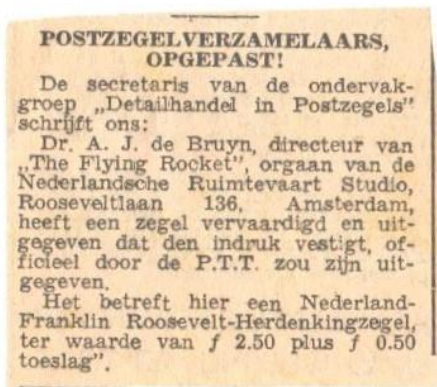 POSTZEGELVERZAMELAARS,
OPGEPAST!
De secretaris van de ondervak-
groep „Detailhandel in Postzegels”
schrijft ons:
Dr. A. J. de Bruyn, directeur van
„The Flying Rocket”, orgaan van de
Nederlandsche Ruimtevaart Studio,
Rooseveltlaan 136, Amsterdam,
heeft een zegel vervaardigd en uit-
gegeven dat den indruk vestigt, of-
ficieel door de P.T.T. zou zijn uit-
gegeven.
Het betreft hier een Nederland-
Franklin Roosevelt-Herdenkingzegel,
ter waarde van f 2.50 plus f 0.50
toeslag”.